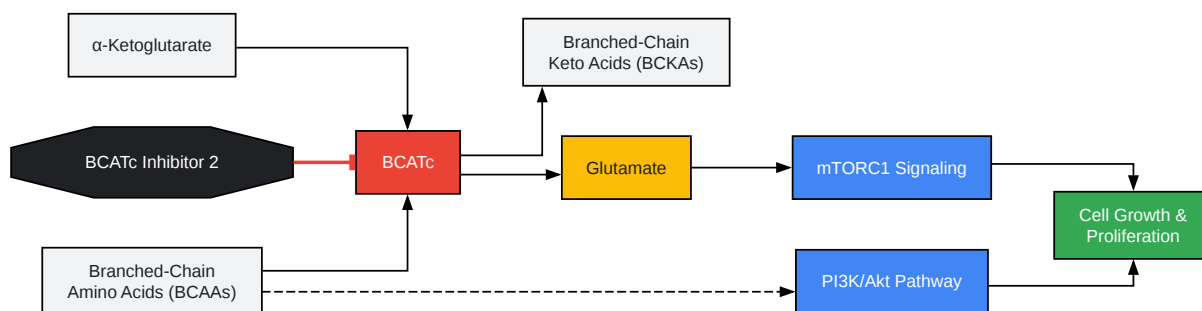 α-Ketoglutarate
Branched-Chain
Keto Acids (BCKAs)
BCATc Inhibitor 2
BCATc
Glutamate
mTORC1 Signaling
Cell Growth &
Proliferation
Branched-Chain
Amino Acids (BCAAs)
PI3K/Akt Pathway